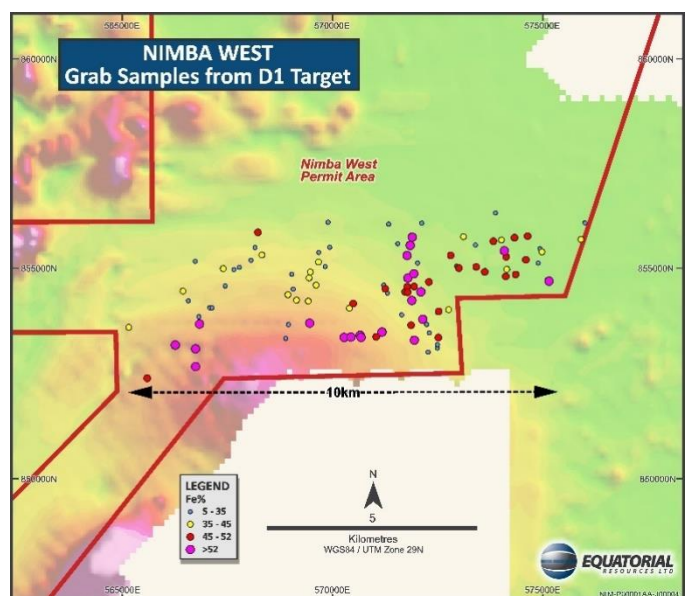 565000E 570000E 575000E
NIMBA WEST
Grab Samples from D1 Target
860000N 860000N
Nimba West
Permit Area
855000N 855000N
10km
850000N 850000N
LEGEND
Fe%
5 - 35
35 - 45
45 - 52
>52
N
5
Kilometres
WGS84 / UTM Zone 29N
EQUATORIAL
RESOURCES LTD
565000E 570000E 575000E